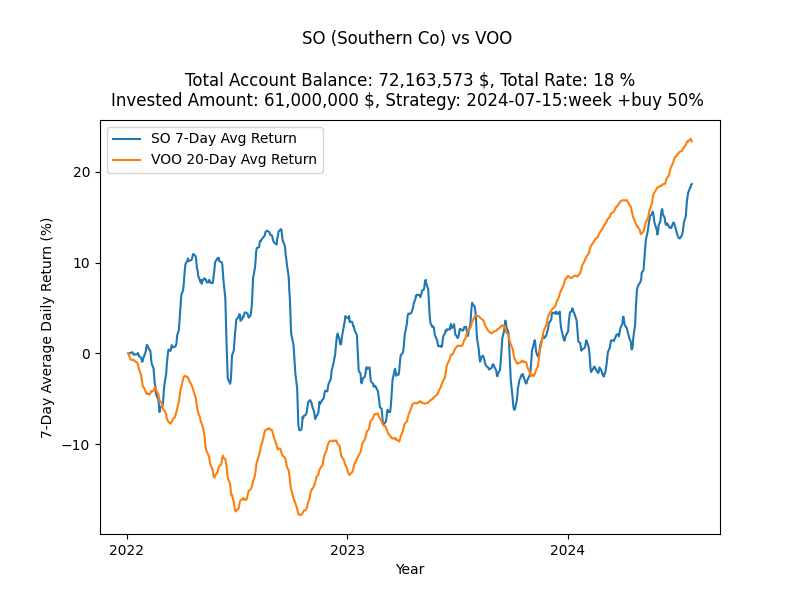 SO (Southern Co) vs VOO
Total Account Balance: 72,163,573 $, Total Rate: 18 %
Invested Amount: 61,000,000 $, Strategy: 2024-07-15:week +buy 50%
SO 7-Day Avg Return
VOO 20-Day Avg Return
7-Day Average Daily Return (%)
20
10
0
−10
2022
2023
2024
Year